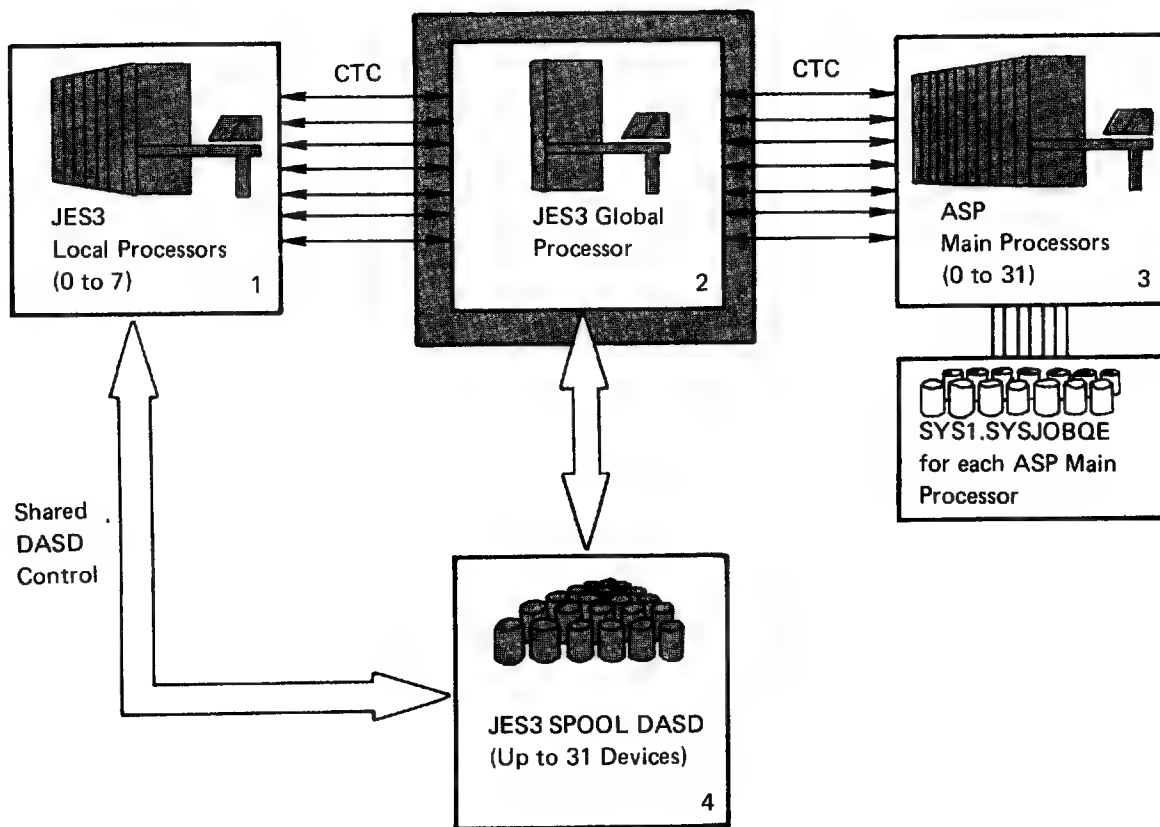 CTC
CTC
JES3
Local Processors
(0 to 7)
1
JES3 Global
Processor
2
ASP
Main Processors
(0 to 31)
3
SYS1.SYSJOBQE
for each ASP Main
Processor
Shared
DASD
Control
JES3 SPOOL DASD
(Up to 31 Devices)
4